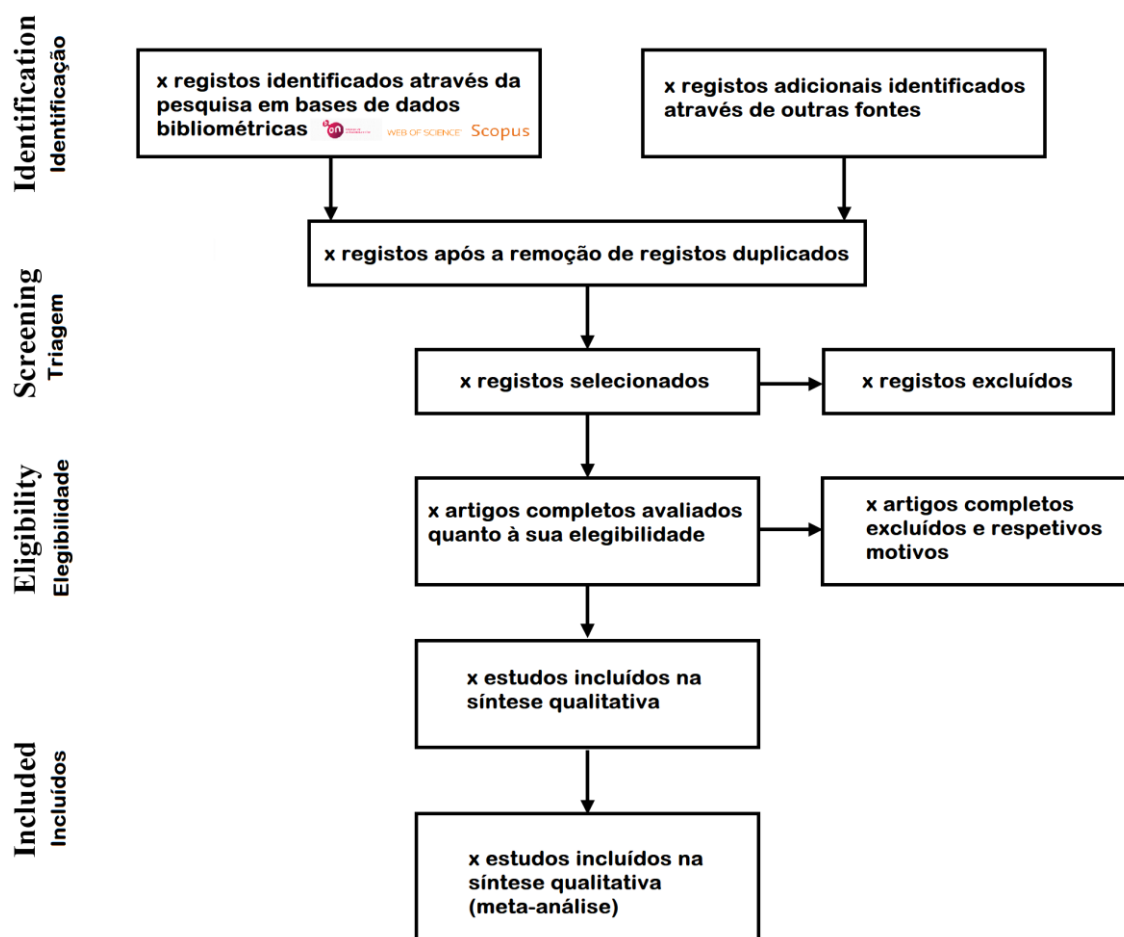 Identification
Identificação
x registos identificados através da
pesquisa em bases de dados
bibliométricas
b on
WEB OF SCIENCE
Scopus
x registos adicionais identificados
através de outras fontes
x registos após a remoção de registos duplicados
Screening
Triagem
x registos selecionados
x registos excluídos
Eligibility
Elegibilidade
x artigos completos avaliados
quanto à sua elegibilidade
x artigos completos
excluídos e respetivos
motivos
Included
Incluídos
x estudos incluídos na
síntese qualitativa
x estudos incluídos na
síntese qualitativa
(meta-análise)